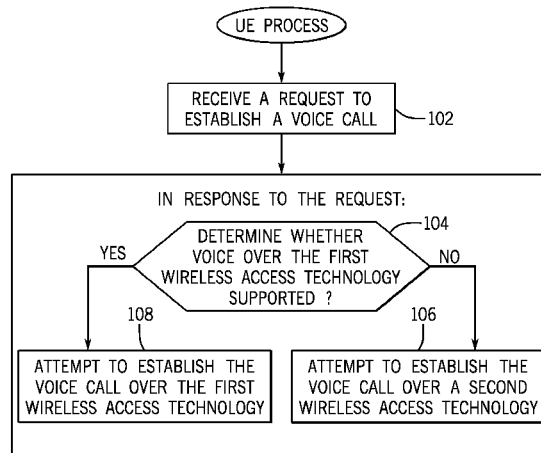 UE PROCESS
RECEIVE A REQUEST TO
ESTABLISH A VOICE CALL
102
IN RESPONSE TO THE REQUEST:
104
YES
DETERMINE WHETHER
VOICE OVER THE FIRST
WIRELESS ACCESS TECHNOLOGY
SUPPORTED ?
NO
108
106
ATTEMPT TO ESTABLISH THE
VOICE CALL OVER THE FIRST
WIRELESS ACCESS TECHNOLOGY
ATTEMPT TO ESTABLISH THE
VOICE CALL OVER A SECOND
WIRELESS ACCESS TECHNOLOGY